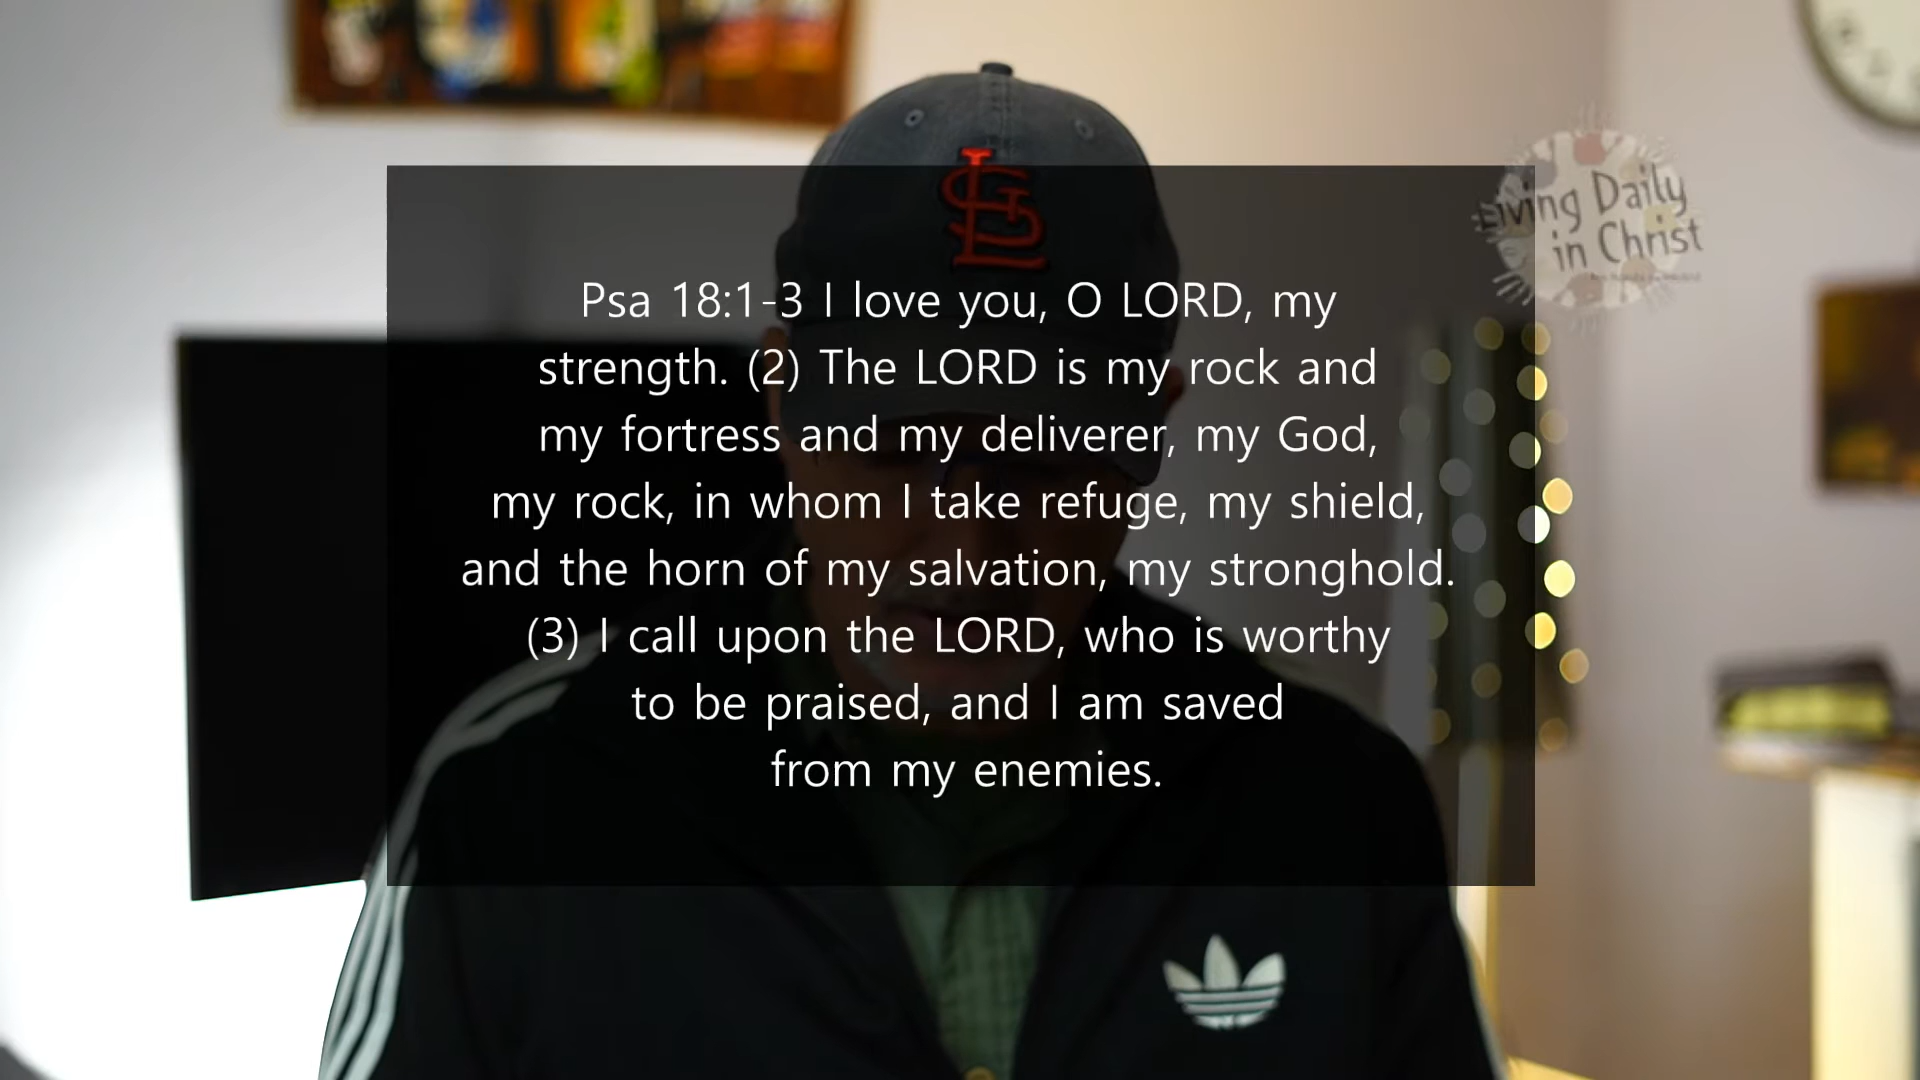 Psa 18:1-3 I love you, O LORD, my
strength. (2) The LORD is my rock and
my fortress and my deliverer, my God,
my rock, in whom I take refuge, my shield,
and the horn of my salvation, my stronghold.
(3) I call upon the LORD, who is worthy
to be praised, and I am saved
from my enemies.
Living Daily
in Christ
STL